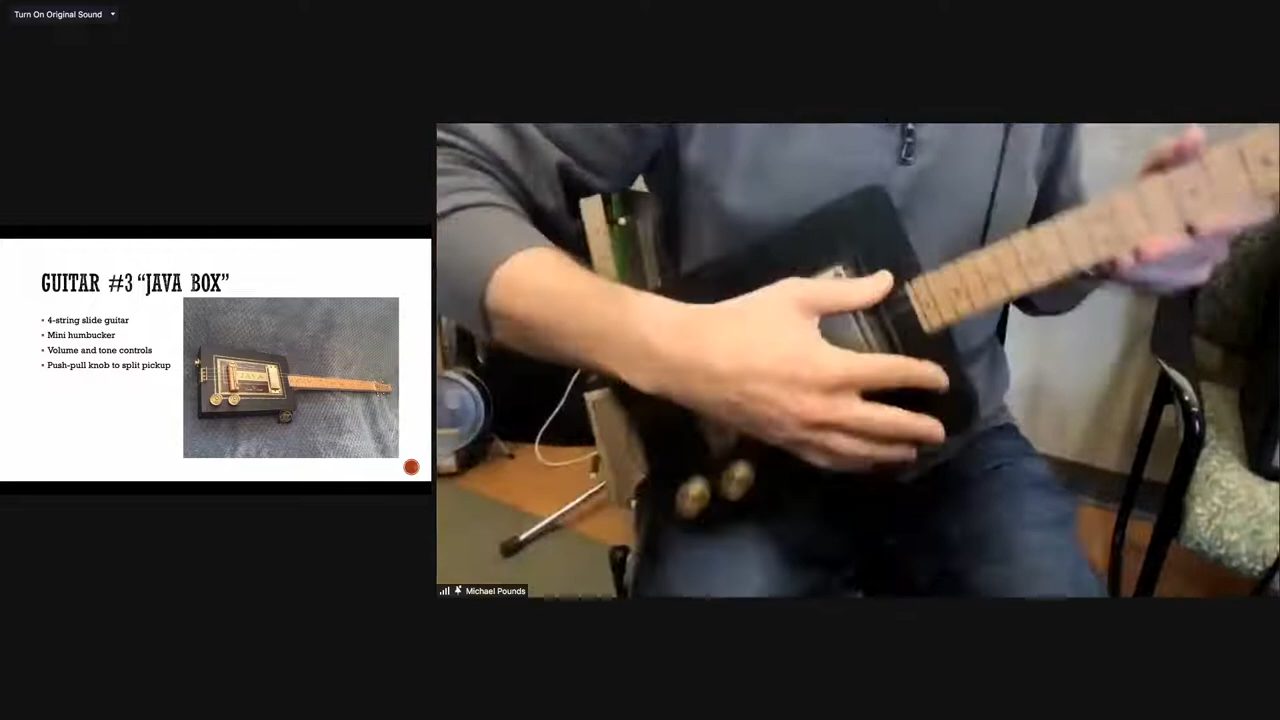 Turn On Original Sound
GUITAR #3 “JAVA BOX”
▪ 4-string slide guitar
▪ Mini humbucker
▪ Volume and tone controls
▪ Push-pull knob to split pickup
JAVA
Michael Pounds